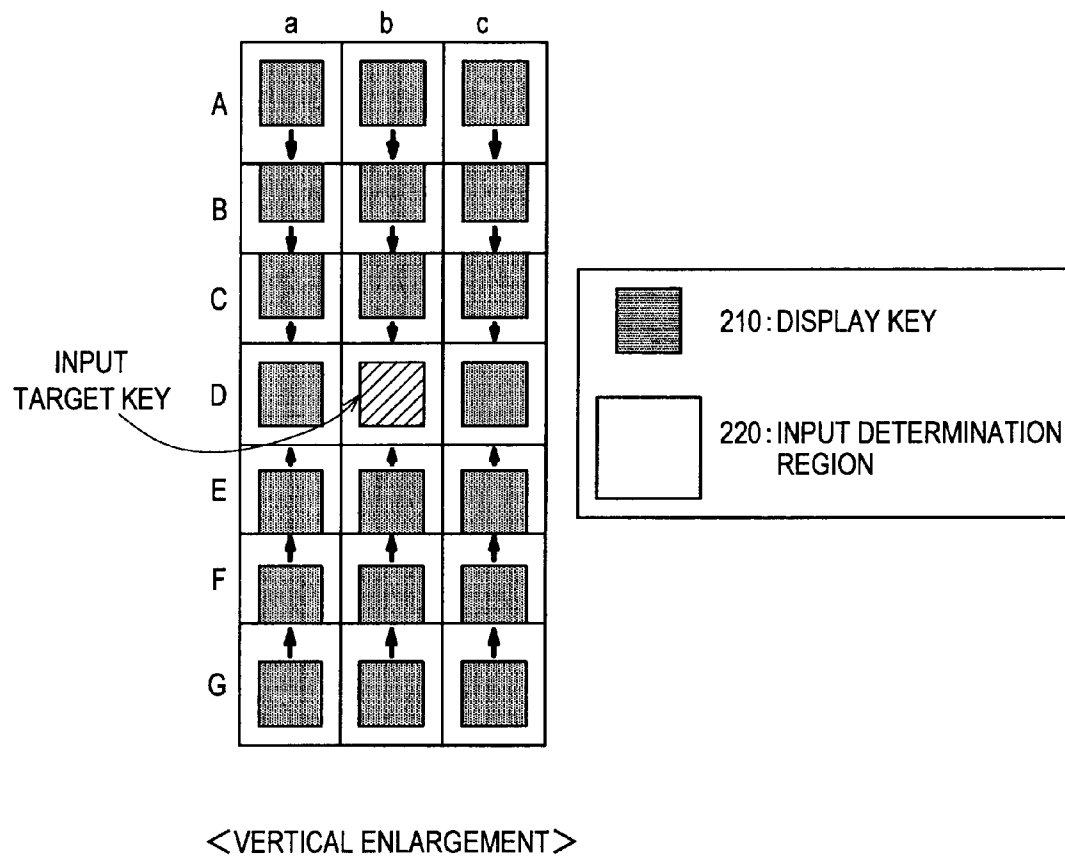 a b c
A
B
C
D
E
F
G
INPUT
TARGET KEY
210:DISPLAY KEY
220:INPUT DETERMINATION
REGION
<VERTICAL ENLARGEMENT>